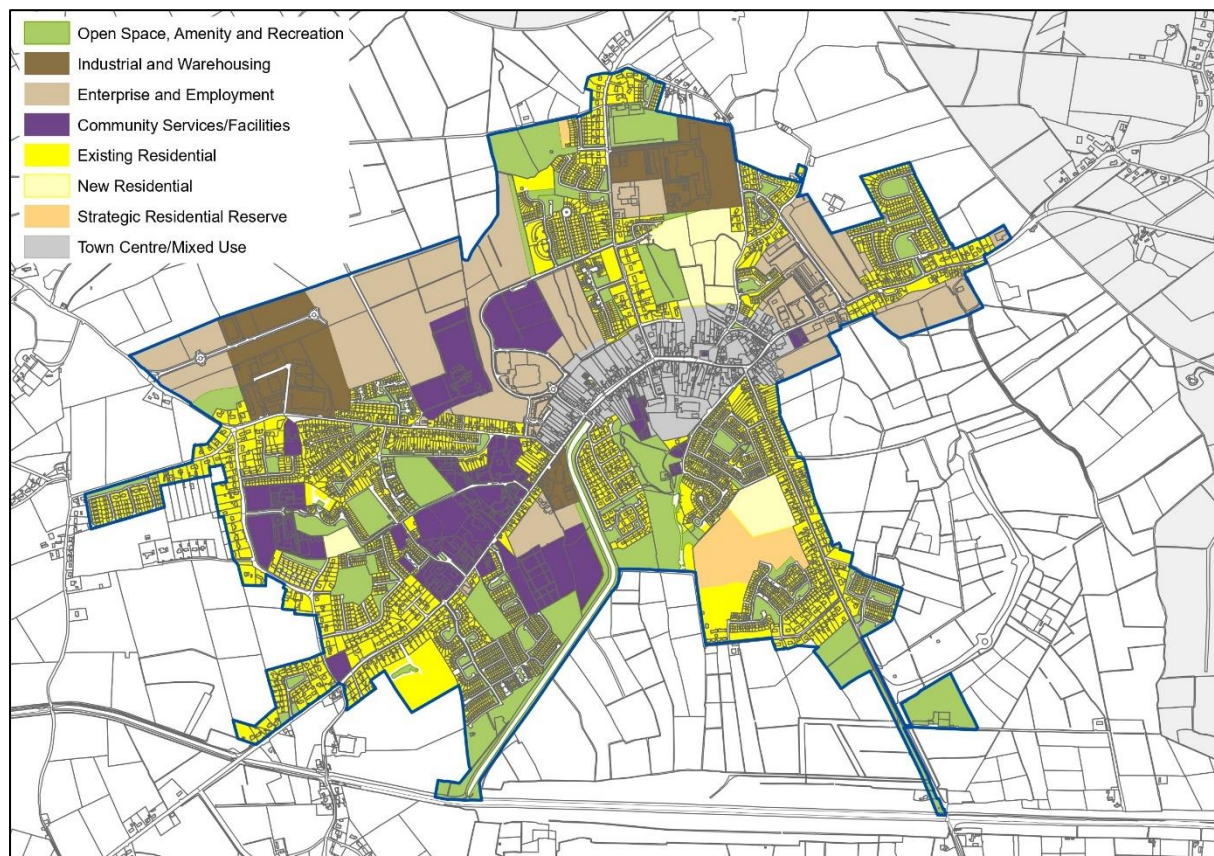 Open Space, Amenity and Recreation
Industrial and Warehousing
Enterprise and Employment
Community Services/Facilities
Existing Residential
New Residential
Strategic Residential Reserve
Town Centre/Mixed Use